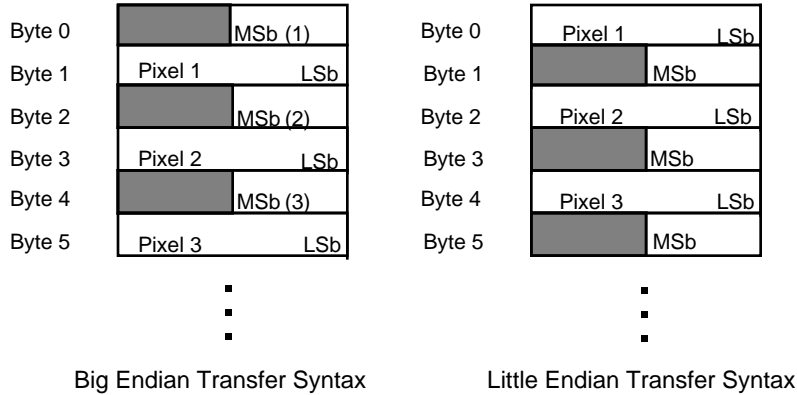 Byte 0 MSb (1)
Byte 1 Pixel 1 LSb
Byte 2 MSb (2)
Byte 3 Pixel 2 LSb
Byte 4 MSb (3)
Byte 5 Pixel 3 LSb
Big Endian Transfer Syntax
Byte 0 Pixel 1 LSb
Byte 1 MSb
Byte 2 Pixel 2 LSb
Byte 3 MSb
Byte 4 Pixel 3 LSb
Byte 5 MSb
Little Endian Transfer Syntax